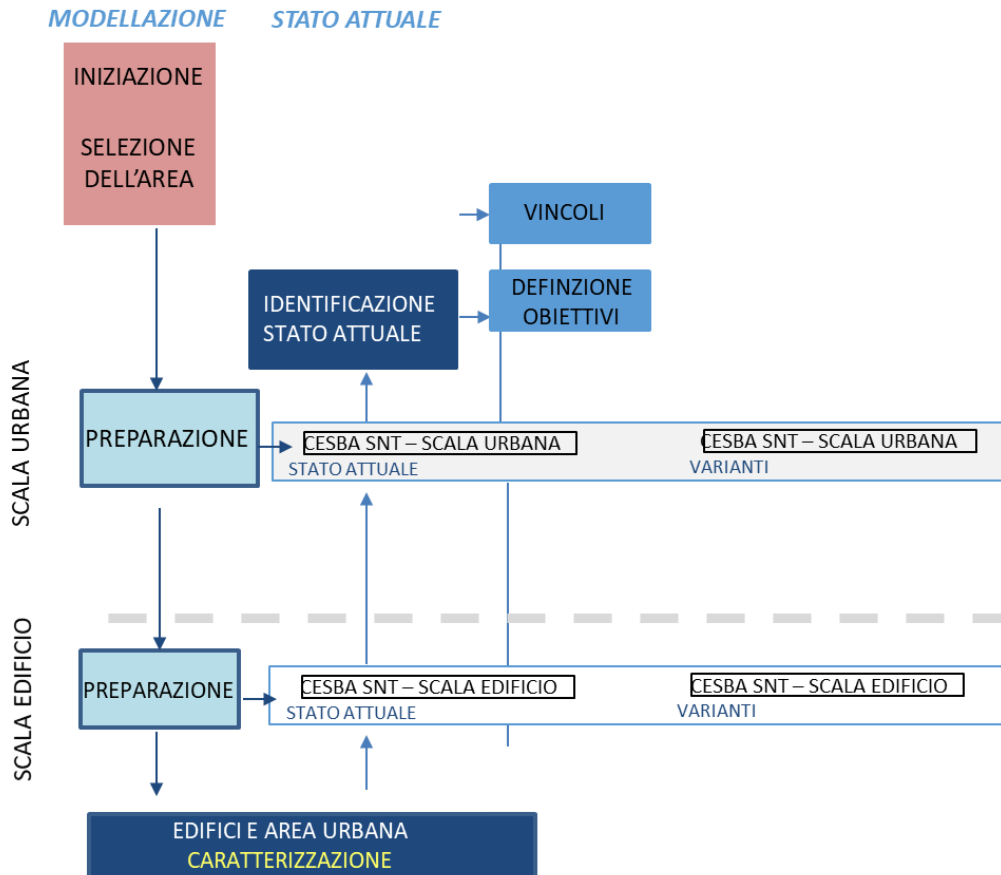 MODELLAZIONE
STATO ATTUALE
INIZIAZIONE
SELEZIONE
DELL'AREA
VINCOLI
IDENTIFICAZIONE
STATO ATTUALE
DEFINZIONE
OBIETTIVI
SCALA URBANA
PREPARAZIONE
CESBA SNT – SCALA URBANA
STATO ATTUALE
CESBA SNT – SCALA URBANA
VARIANTI
SCALA EDIFICIO
PREPARAZIONE
CESBA SNT – SCALA EDIFICIO
STATO ATTUALE
CESBA SNT – SCALA EDIFICIO
VARIANTI
EDIFICI E AREA URBANA
CARATTERIZZAZIONE